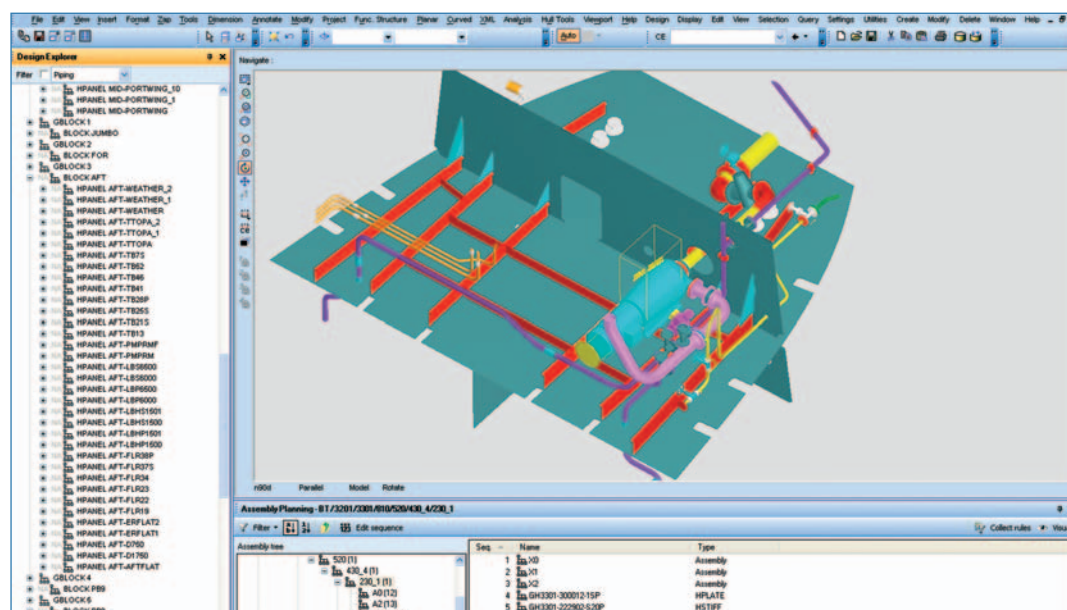 File Edit View Insert Format Zap Tools Dimension Annotate Modify Project Func. Structure Planar Curved XML Analysis Hull Tools Viewport Help Design Display Edit View Selection Query Settings Utilities Create Modify Delete Window Help
Auto CE
Design Explorer
Filter Piping
Navigate :
HPANEL MID-PORTWING_10
HPANEL MID-PORTWING_1
HPANEL MID-PORTWING
GBLOCK 1
BLOCK JUMBO
GBLOCK 2
BLOCK FOR
GBLOCK 3
BLOCK AFT
HPANEL AFT-WEATHER_2
HPANEL AFT-WEATHER_1
HPANEL AFT-WEATHER
HPANEL AFT-TTOPA_2
HPANEL AFT-TTOPA_1
HPANEL AFT-TTOPA
HPANEL AFT-TB7S
HPANEL AFT-TB52
HPANEL AFT-TB46
HPANEL AFT-TB41
HPANEL AFT-TB26P
HPANEL AFT-TB25S
HPANEL AFT-TB21S
HPANEL AFT-TB13
HPANEL AFT-PMPRMF
HPANEL AFT-PMPRM
HPANEL AFT-LBS6600
HPANEL AFT-LBS6000
HPANEL AFT-LBP6600
HPANEL AFT-LBP6000
HPANEL AFT-LBHS1501
HPANEL AFT-LBHS1500
HPANEL AFT-LBHP1501
HPANEL AFT-LBHP1500
HPANEL AFT-FLR38P
HPANEL AFT-FLR37S
HPANEL AFT-FLR34
HPANEL AFT-FLR23
HPANEL AFT-FLR22
HPANEL AFT-FLR19
HPANEL AFT-ERFLAT2
HPANEL AFT-ERFLAT1
HPANEL AFT-D760
HPANEL AFT-D1750
HPANEL AFT-AFTFLAT
GBLOCK 4
BLOCK PB9
GBLOCK 6
n90d Parallel Model Rotate
Assembly Planning - BT/3201/3301/810/520/430_4/230_1
Filter Edit sequence Collect rules
Assembly tree
520 (1)
430_4 (1)
230_1 (1)
A0 (12)
A2 (13)
Seq. Name Type
1 X0 Assembly
2 X1 Assembly
3 X2 Assembly
4 GH3301-300012-1SP HPLATE
5 GH3301-222902-S20P HSTIFF